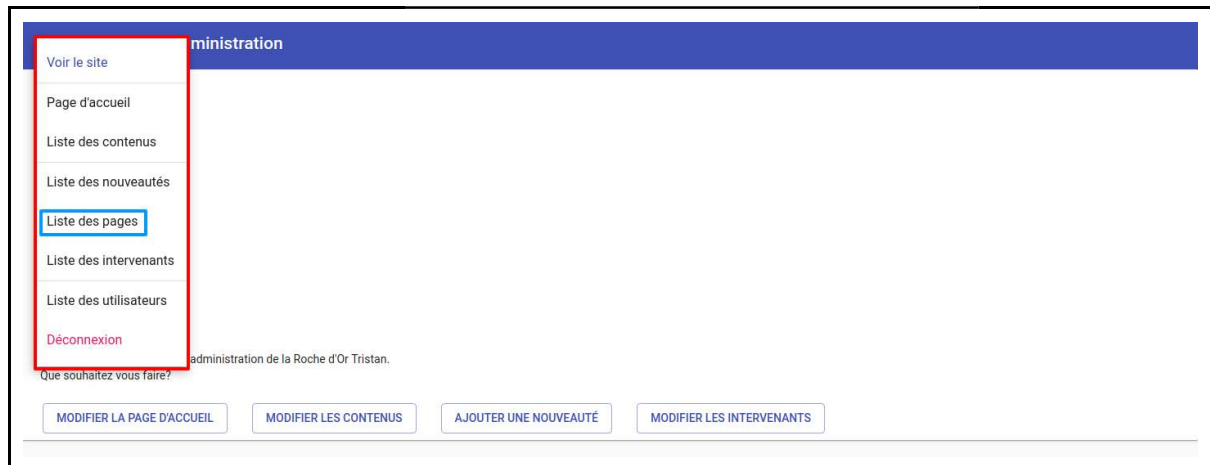 ministration
Voir le site
Page d'accueil
Liste des contenus
Liste des nouveautés
Liste des pages
Liste des intervenants
Liste des utilisateurs
Déconnexion
administration de la Roche d'Or Tristan.
Que souhaitez vous faire?
MODIFIER LA PAGE D'ACCUEIL MODIFIER LES CONTENUS AJOUTER UNE NOUVEAUTÉ MODIFIER LES INTERVENANTS